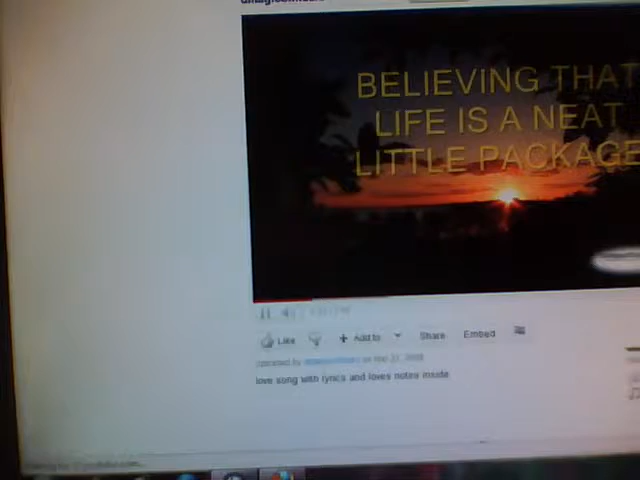 BELIEVING THAT
LIFE IS A NEAT
LITTLE PACKAGE
Like
Add to
Share
Embed
love song with lyrics and loves notes inside